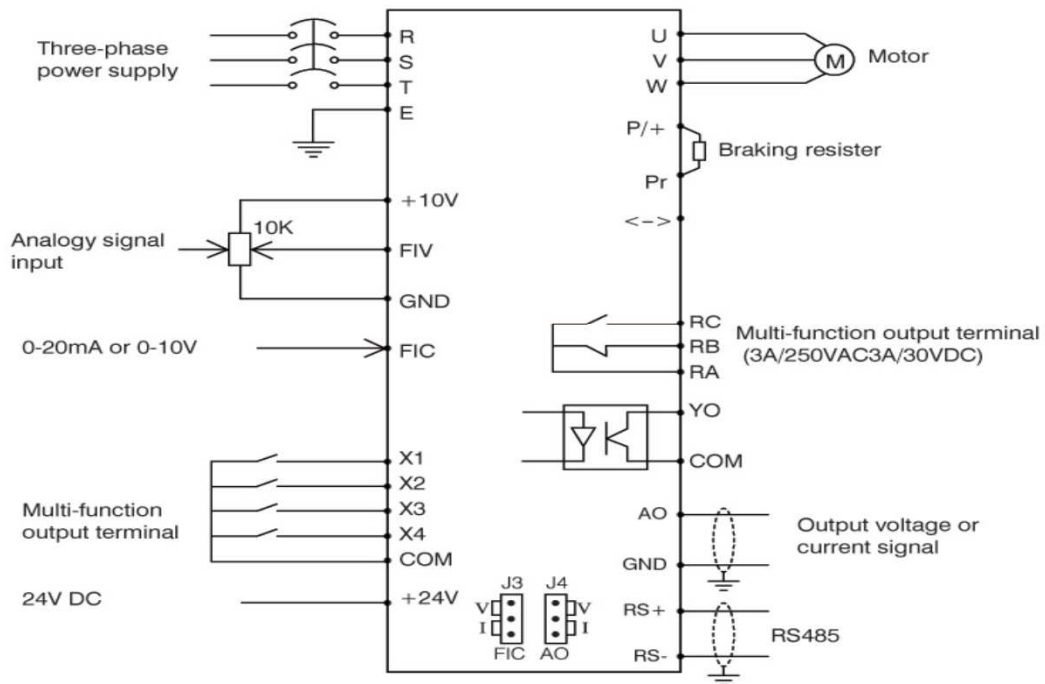 Three-phase
power supply
R
S
T
E
+10V
10K
Analogy signal
input
FIV
GND
0-20mA or 0-10V
FIC
X1
X2
X3
X4
Multi-function
output terminal
COM
24V DC
+24V
J3
J4
V
I
V
I
FIC
AO
U
V
W
M
Motor
P/+
Braking resister
Pr
<->
RC
RB
RA
Multi-function output terminal
(3A/250VAC3A/30VDC)
YO
COM
AO
Output voltage or
current signal
GND
RS+
RS485
RS-